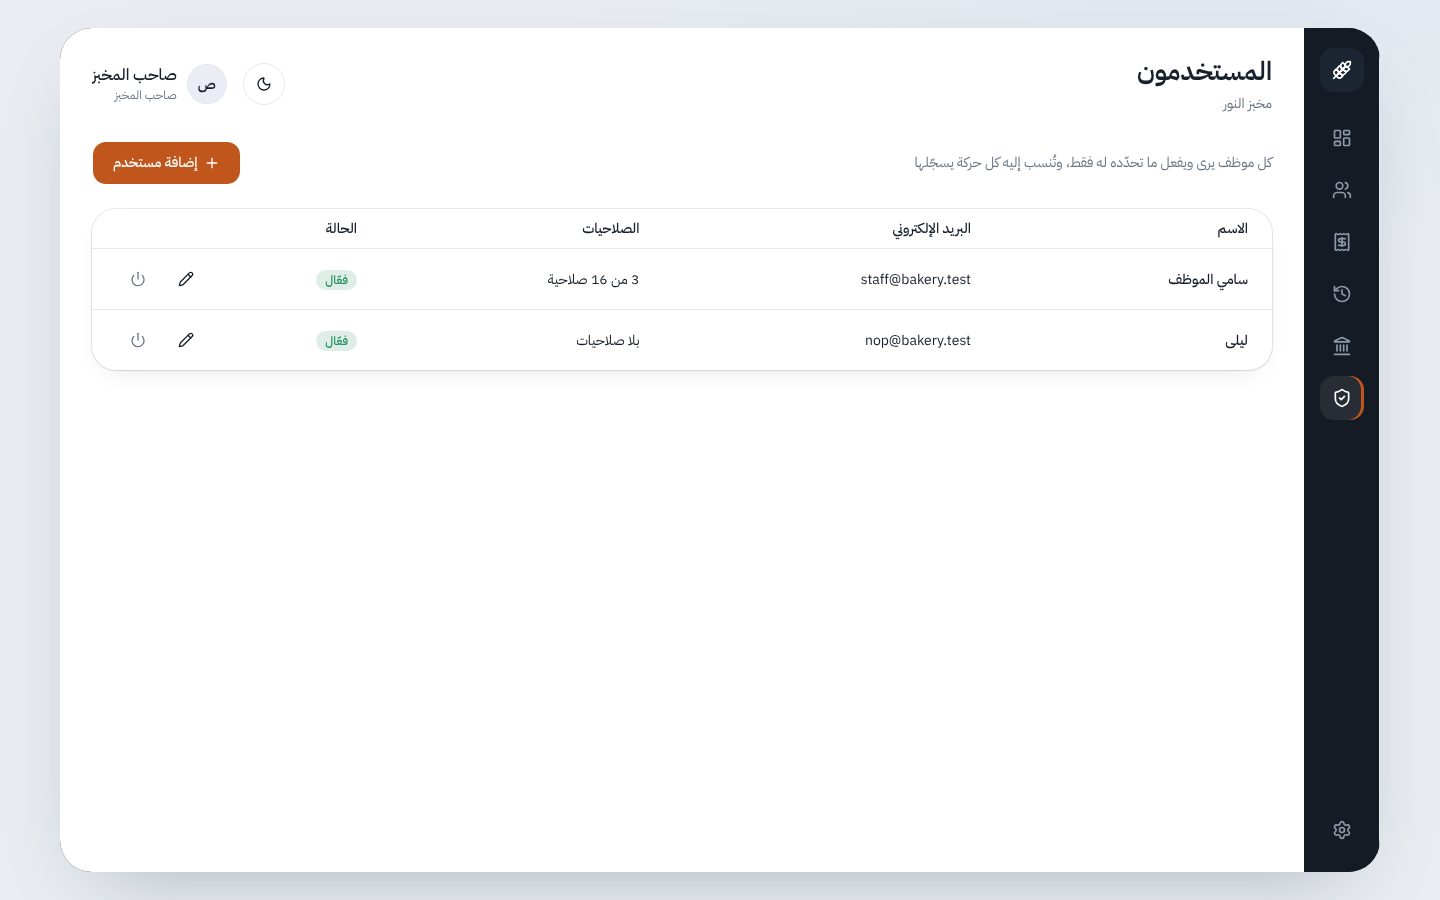 المستخدمون
مخبز النور
صاحب المخبز
صاحب المخبز
ص
كل موظف يرى ويفعل ما تحدّده له فقط، وتُنسب إليه كل حركة يسجّلها
إضافة مستخدم
الاسم البريد الإلكتروني الصلاحيات الحالة
سامي الموظف staff@bakery.test 3 من 16 صلاحية فعّال
ليلى nop@bakery.test بلا صلاحيات فعّال